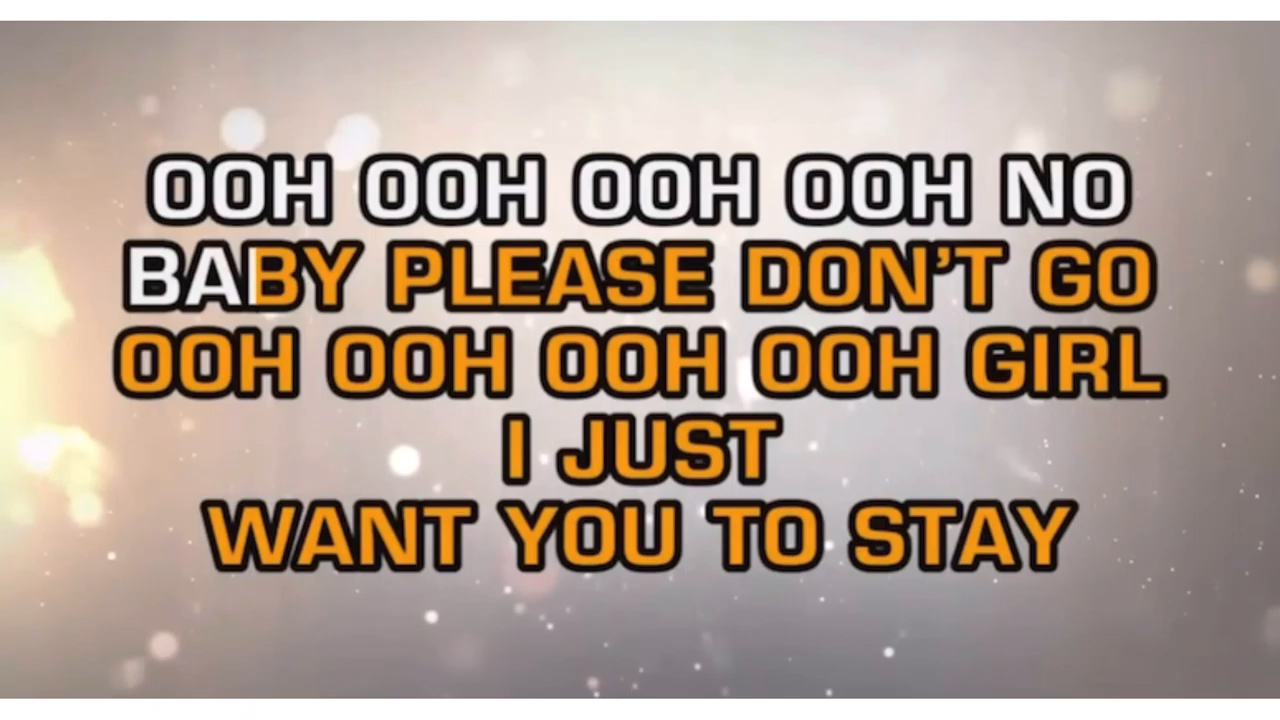 OOH OOH OOH OOH NO
BABY PLEASE DON'T GO
OOH OOH OOH OOH GIRL
I JUST
WANT YOU TO STAY